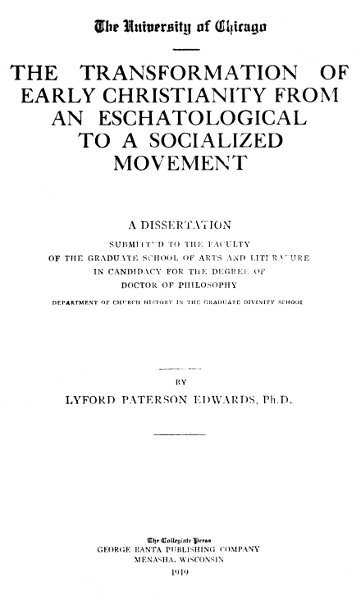 The University of Chicago
THE TRANSFORMATION OF
EARLY CHRISTIANITY FROM
AN ESCHATOLOGICAL
TO A SOCIALIZED
MOVEMENT
A DISSERTATION
SUBMITTED TO THE FACULTY
OF THE GRADUATE SCHOOL OF ARTS AND LITERATURE
IN CANDIDACY FOR THE DEGREE OF
DOCTOR OF PHILOSOPHY
DEPARTMENT OF CHURCH HISTORY IN THE GRADUATE DIVINITY SCHOOL
BY
LYFORD PATERSON EDWARDS, Ph.D.
The Collegiate Press
GEORGE BANTA PUBLISHING COMPANY
MENASHA, WISCONSIN
1919